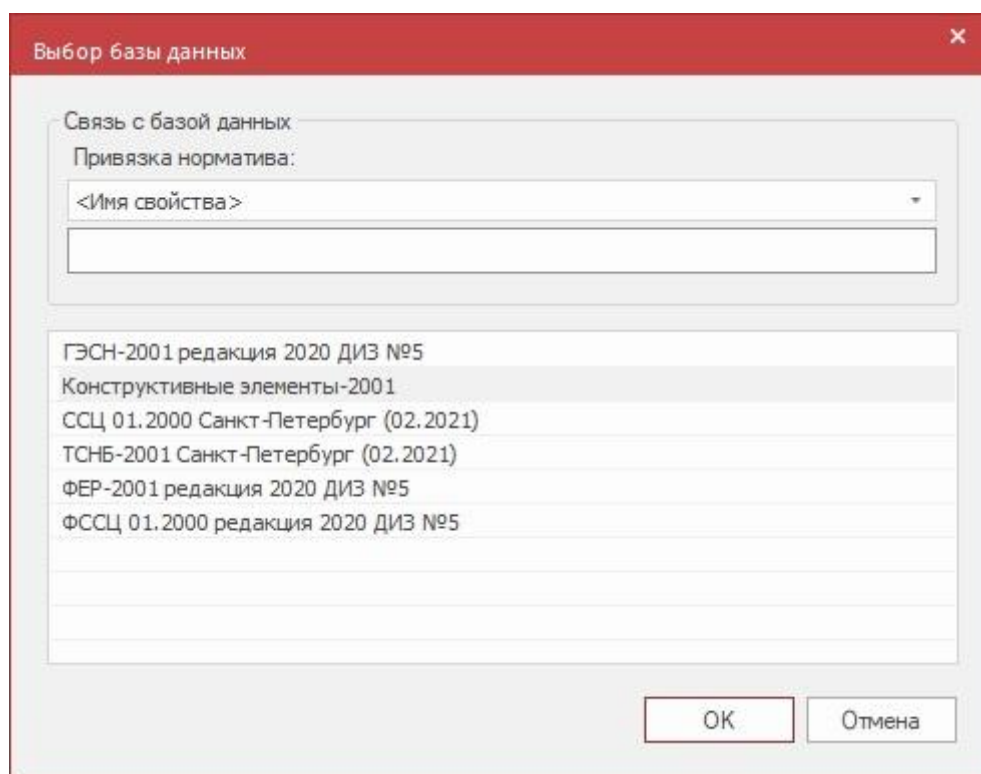 Выбор базы данных
Связь с базой данных
Привязка норматива:
<Имя свойства>
ГЭСН-2001 редакция 2020 ДИЗ №5
Конструктивные элементы-2001
ССЦ 01.2000 Санкт-Петербург (02.2021)
ТСНБ-2001 Санкт-Петербург (02.2021)
ФЕР-2001 редакция 2020 ДИЗ №5
ФССЦ 01.2000 редакция 2020 ДИЗ №5
OK Отмена